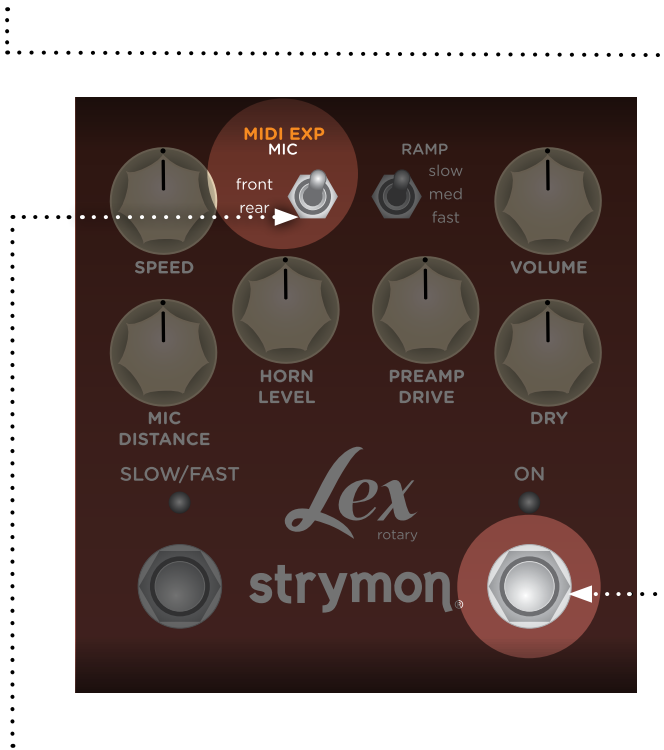 MIDI EXP
MIC
front
rear
RAMP
slow
med
fast
SPEED
VOLUME
HORN
LEVEL
PREAMP
DRIVE
MIC
DISTANCE
DRY
SLOW/FAST
ON
Lex
rotary
strymon®